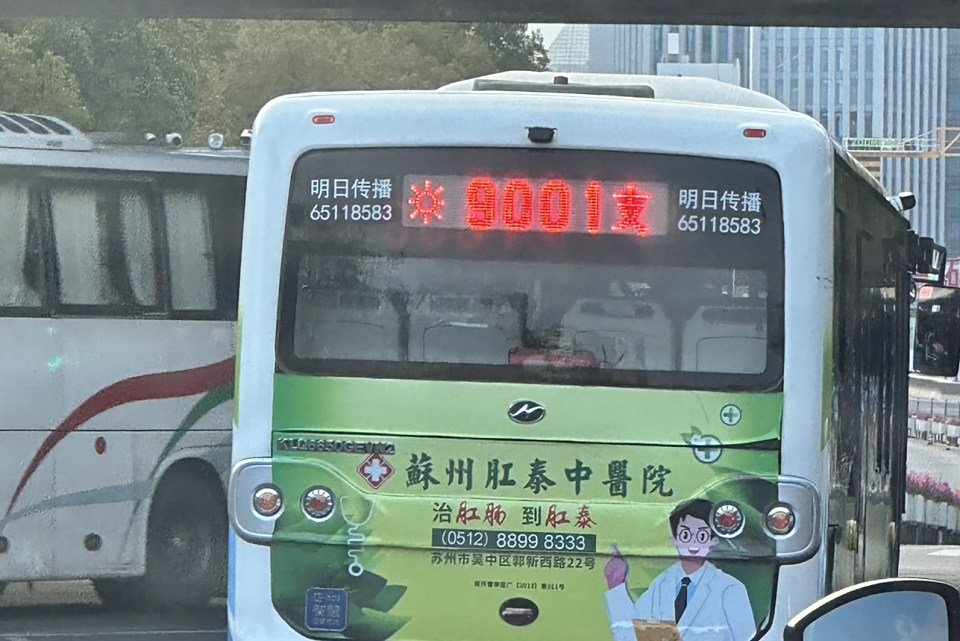 明日传播
65118583
9001支
明日传播
65118583
KLQ6650GEVN2
蘇州肛泰中醫院
治肛肠 到肛泰
(0512) 8899 8333
苏州市吴中区郭新西路22号